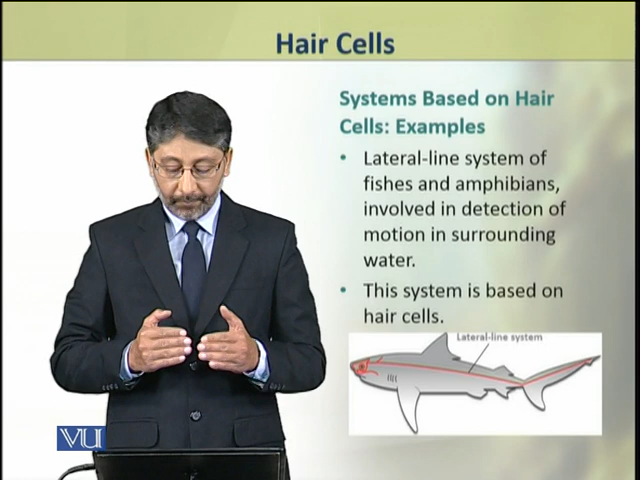 Hair Cells
Systems Based on Hair
Cells: Examples
• Lateral-line system of
fishes and amphibians,
involved in detection of
motion in surrounding
water.
• This system is based on
hair cells.
Lateral-line system
VU